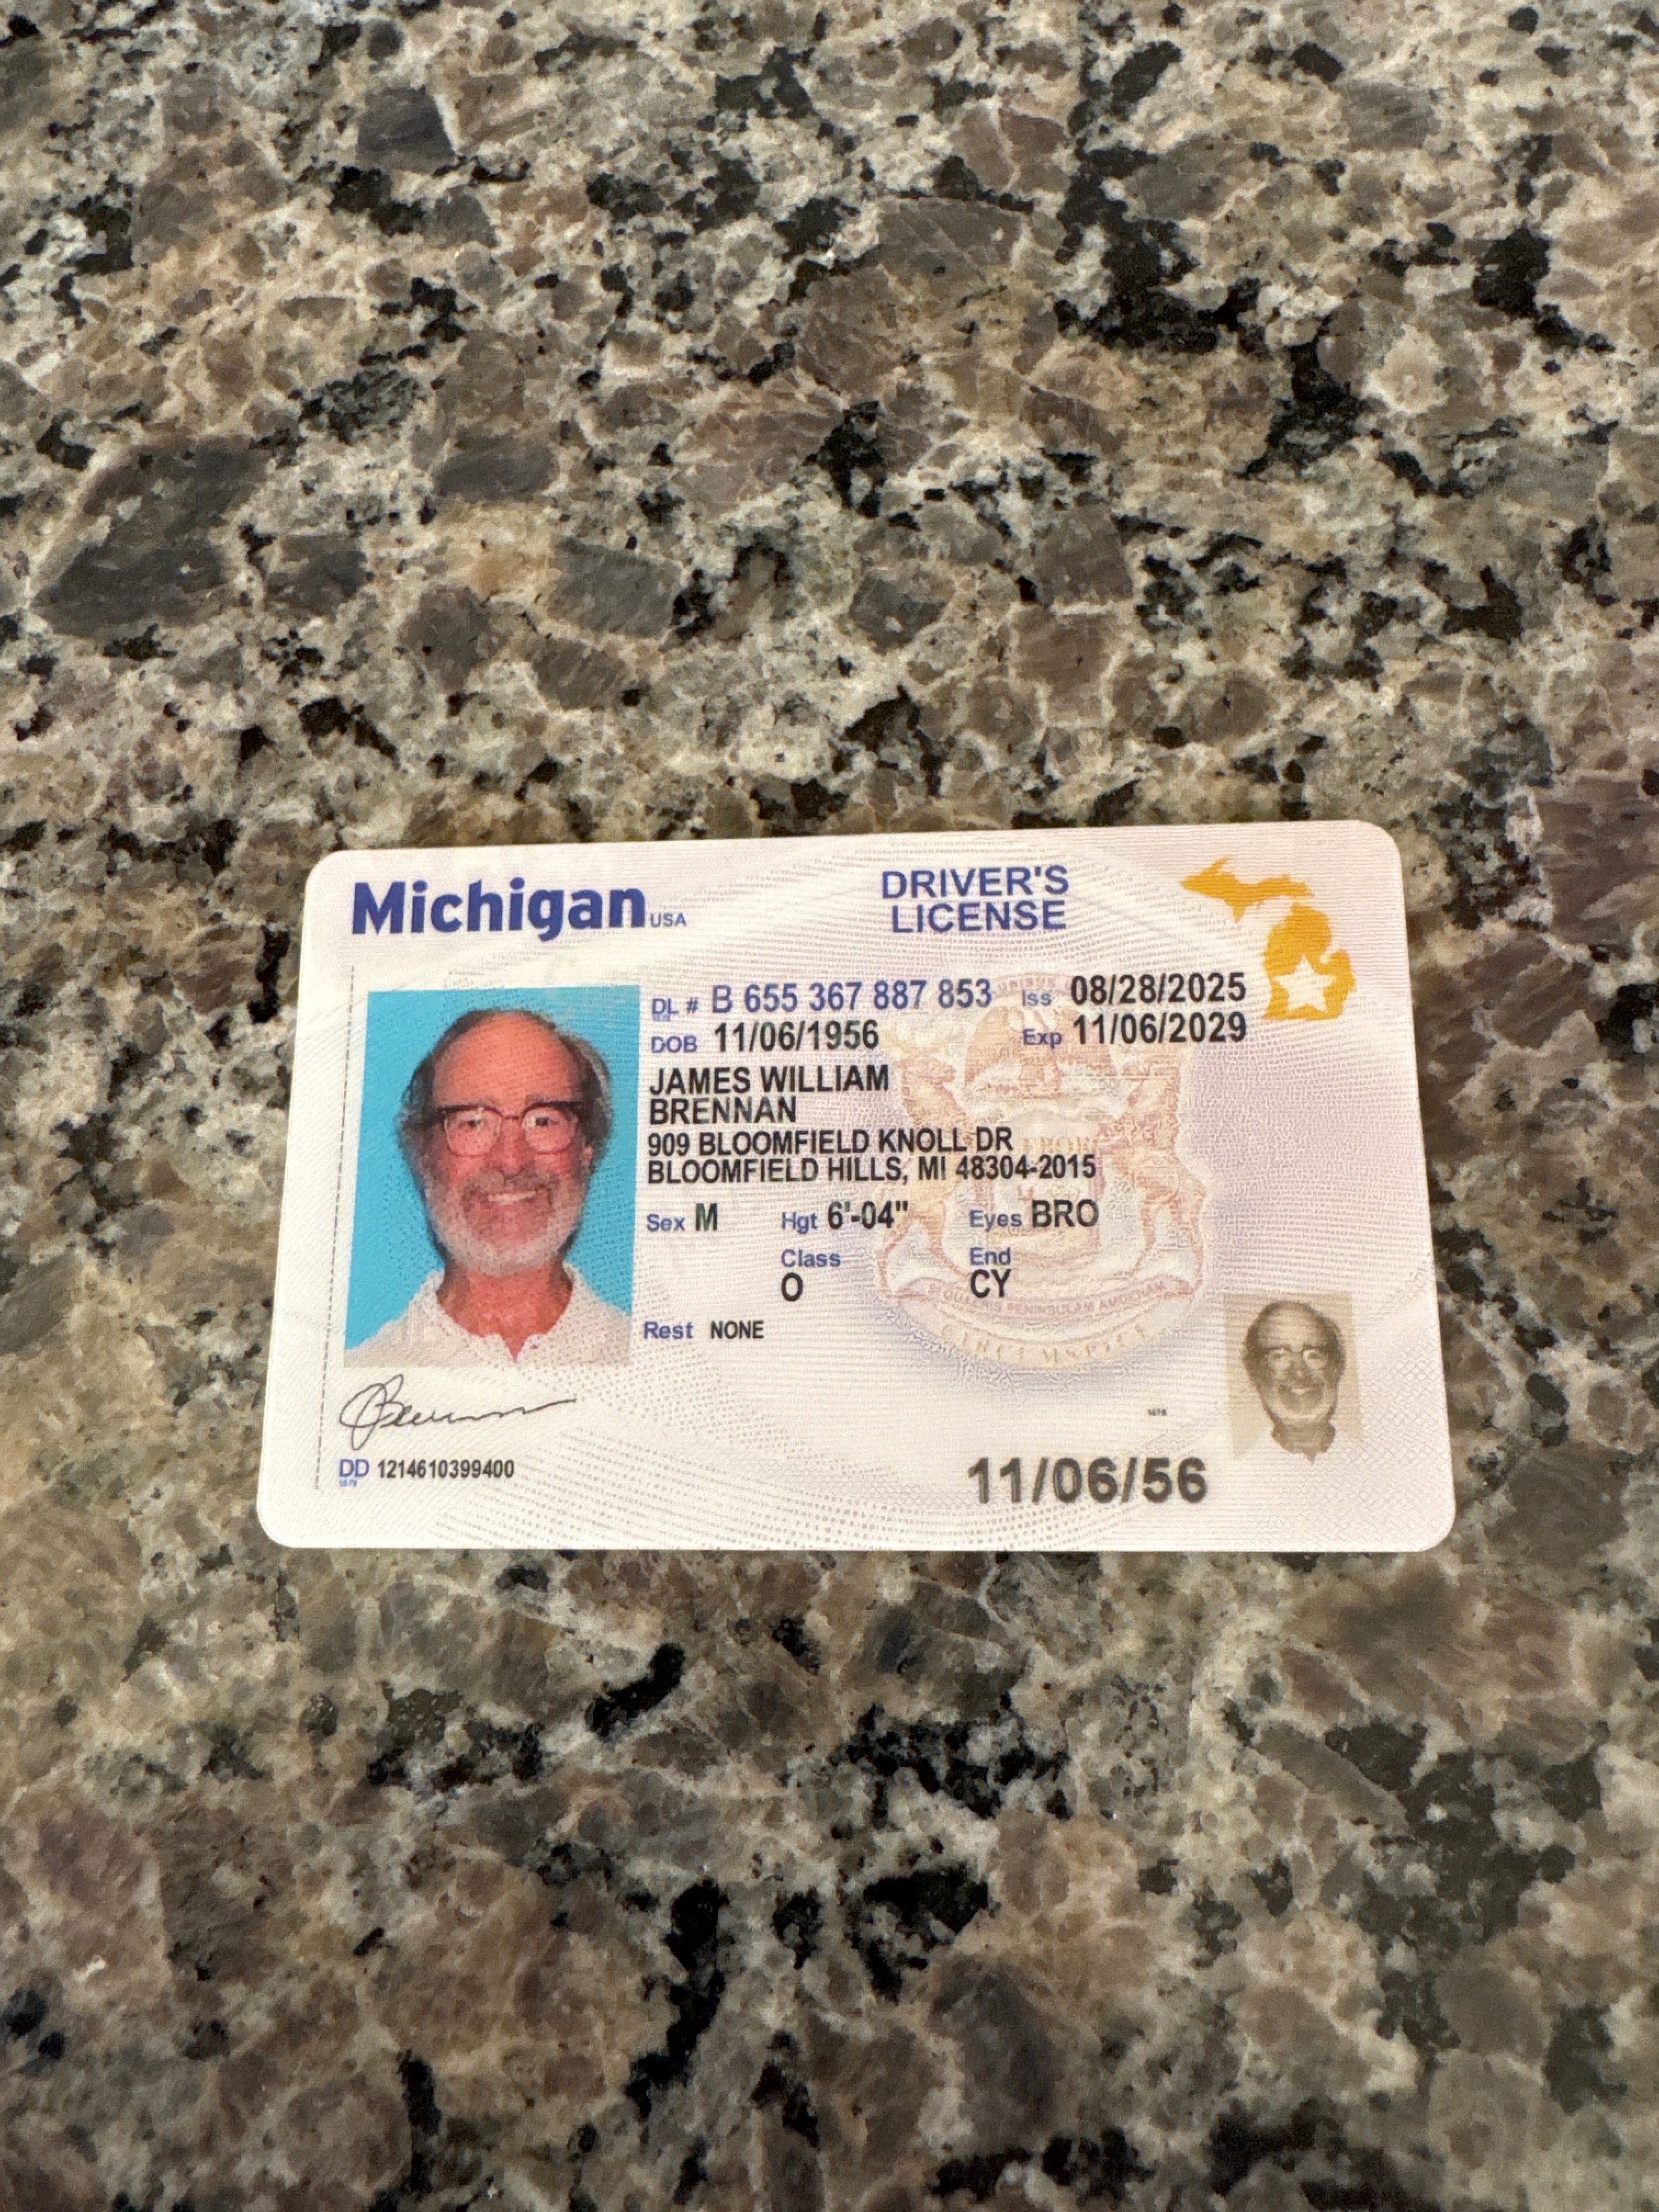 Michigan USA
DRIVER'S
LICENSE
DL # B 655 367 887 853 Iss 08/28/2025
DOB 11/06/1956 Exp 11/06/2029
JAMES WILLIAM
BRENNAN
909 BLOOMFIELD KNOLL DR
BLOOMFIELD HILLS, MI 48304-2015
Sex M Hgt 6'-04" Eyes BRO
Class End
O CY
Rest NONE
DD 1214610399400
11/06/56